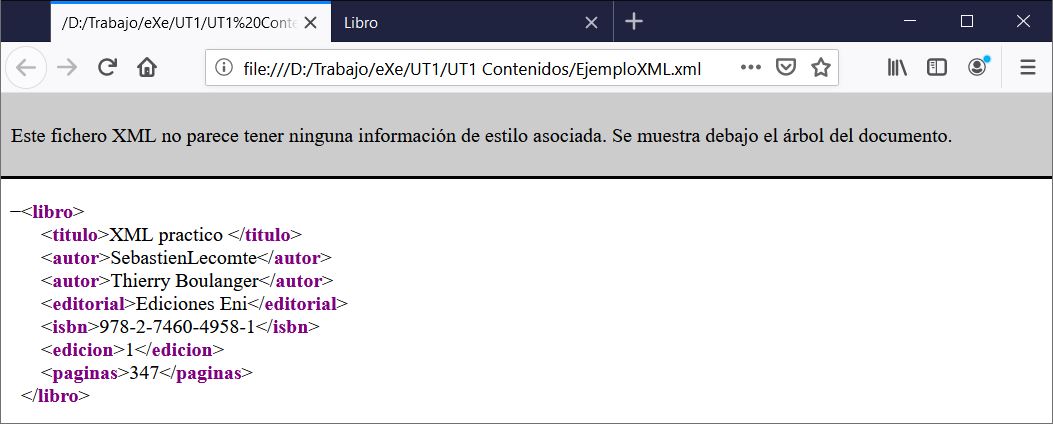 /D:/Trabajo/eXe/UT1/UT1%20Conte
Libro
file:///D:/Trabajo/eXe/UT1/UT1 Contenidos/EjemploXML.xml
Este fichero XML no parece tener ninguna información de estilo asociada. Se muestra debajo el árbol del documento.
−<libro>
<titulo>XML practico </titulo>
<autor>SebastienLecomte</autor>
<autor>Thierry Boulanger</autor>
<editorial>Ediciones Eni</editorial>
<isbn>978-2-7460-4958-1</isbn>
<edicion>1</edicion>
<paginas>347</paginas>
</libro>